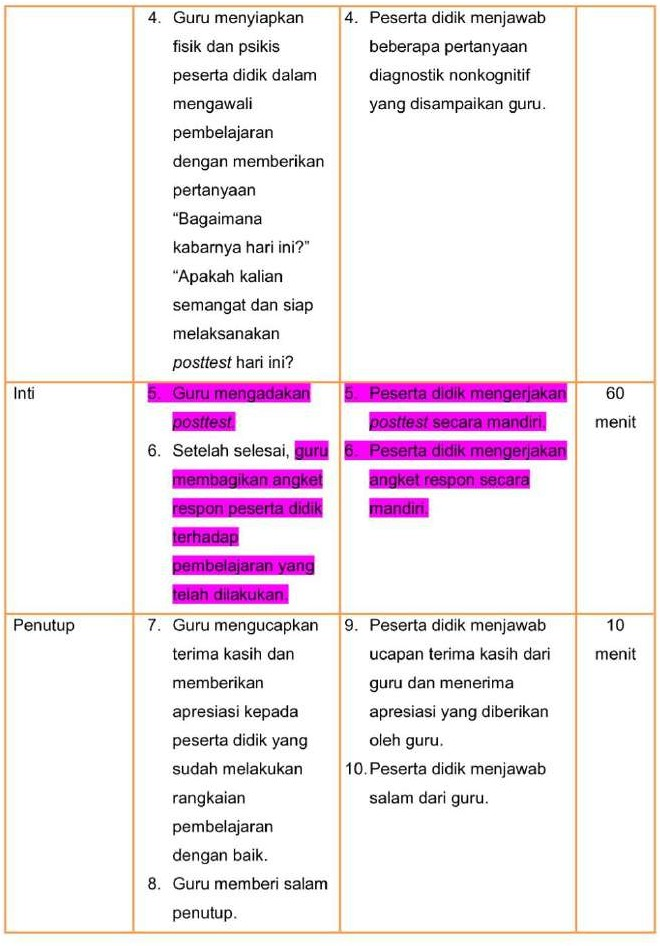 4. Guru menyiapkan
fisik dan psikis
peserta didik dalam
mengawali
pembelajaran
dengan memberikan
pertanyaan
“Bagaimana
kabarnya hari ini?”
“Apakah kalian
semangat dan siap
melaksanakan
posttest hari ini?
4. Peserta didik menjawab
beberapa pertanyaan
diagnostik nonkognitif
yang disampaikan guru.
Inti
5. Guru mengadakan
posttest.
6. Setelah selesai, guru
membagikan angket
respon peserta didik
terhadap
pembelajaran yang
telah dilakukan.
5. Peserta didik mengerjakan
posttest secara mandiri.
6. Peserta didik mengerjakan
angket respon secara
mandiri.
60
menit
Penutup
7. Guru mengucapkan
terima kasih dan
memberikan
apresiasi kepada
peserta didik yang
sudah melakukan
rangkaian
pembelajaran
dengan baik.
8. Guru memberi salam
penutup.
9. Peserta didik menjawab
ucapan terima kasih dari
guru dan menerima
apresiasi yang diberikan
oleh guru.
10. Peserta didik menjawab
salam dari guru.
10
menit